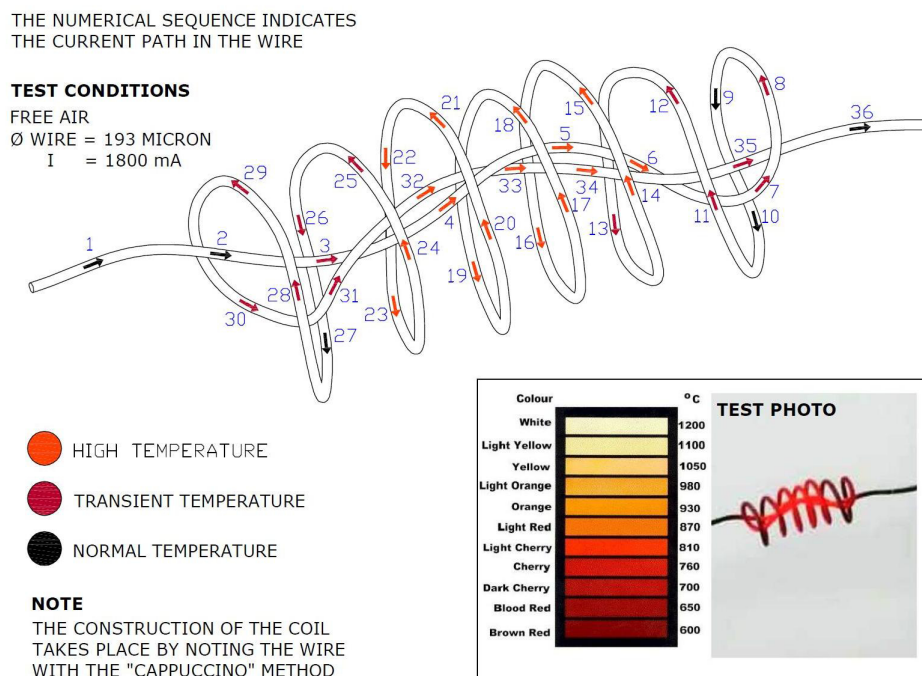 THE NUMERICAL SEQUENCE INDICATES
THE CURRENT PATH IN THE WIRE
TEST CONDITIONS
FREE AIR
Ø WIRE = 193 MICRON
I = 1800 mA
1
2
3
4
5
6
7
8
9
10
11
12
13
14
15
16
17
18
19
20
21
22
23
24
25
26
27
28
29
30
31
32
33
34
35
36
HIGH TEMPERATURE
TRANSIENT TEMPERATURE
NORMAL TEMPERATURE
NOTE
THE CONSTRUCTION OF THE COIL
TAKES PLACE BY NOTING THE WIRE
WITH THE "CAPPUCCINO" METHOD
Colour °C
White 1200
Light Yellow 1100
Yellow 1050
Light Orange 980
Orange 930
Light Red 870
Light Cherry 810
Cherry 760
Dark Cherry 700
Blood Red 650
Brown Red 600
TEST PHOTO